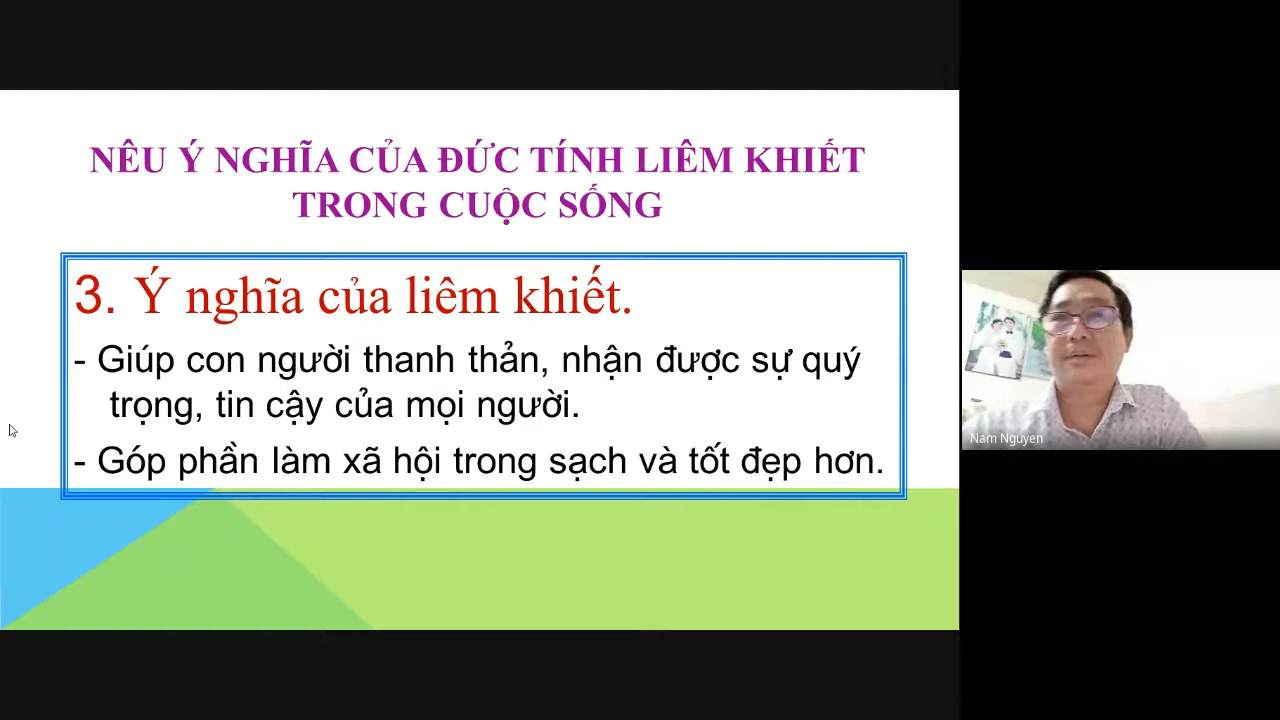 NÊU Ý NGHĨA CỦA ĐỨC TÍNH LIÊM KHIẾT
TRONG CUỘC SỐNG
3. Ý nghĩa của liêm khiết.
- Giúp con người thanh thản, nhận được sự quý
trọng, tin cậy của mọi người.
- Góp phần làm xã hội trong sạch và tốt đẹp hơn.
Nam Nguyen